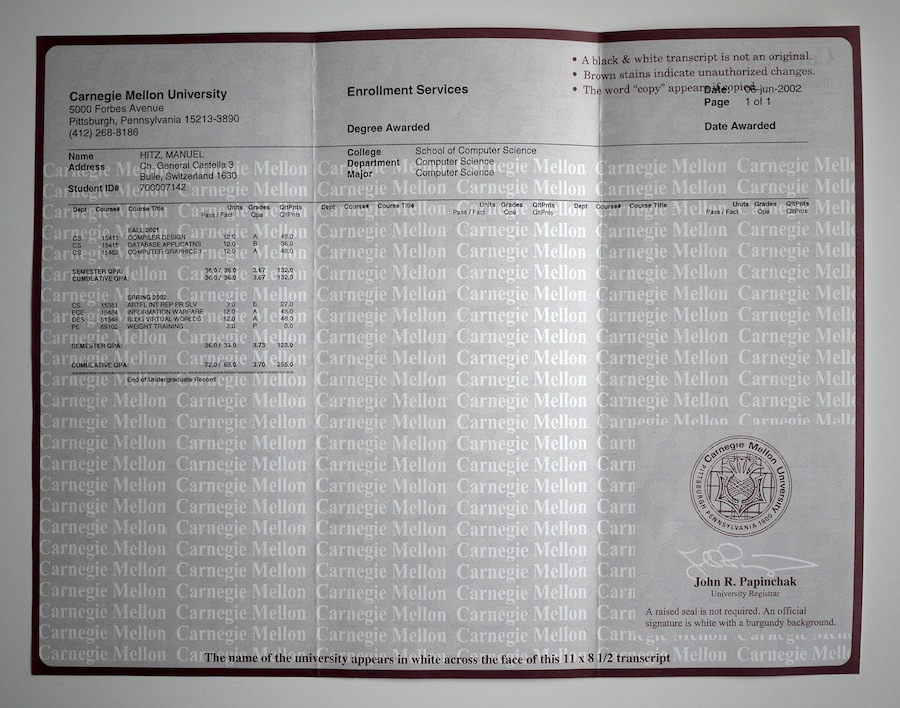 • A black & white transcript is not an original.
• Brown stains indicate unauthorized changes.
• The word "copy" appears if copied.
Carnegie Mellon University
5000 Forbes Avenue
Pittsburgh, Pennsylvania 15213-3890
(412) 268-8186
Enrollment Services
Degree Awarded
Date: 06-jun-2002
Page 1 of 1
Date Awarded
Name HITZ, MANUEL
Address Ch. General Castella 3
Bulle, Switzerland 1630
Student ID# 700007142
College School of Computer Science
Department Computer Science
Major Computer Science
Dept Course# Course Title Units Grades QltPnts Dept Course# Course Title Units Grades QltPnts Dept Course# Course Title Units Grades QltPnts
Pass / Fact Qpa QltPnts Pass / Fact Qpa QltPnts Pass / Fact Qpa QltPnts
FALL 2001
CS 15411 COMPILER DESIGN 12.0 A 48.0
CS 15415 DATABASE APPLICATNS 12.0 B 36.0
CS 15462 COMPUTER GRAPHICS I 12.0 A 48.0
SEMESTER QPA: 36.0 / 36.0 3.67 132.0
CUMULATIVE QPA: 36.0 / 36.0 3.67 132.0
SPRING 2002
CS 15381 ARTFL INT REP PR SLV 9.0 B 27.0
ECE 18484 INFORMATION WARFARE 12.0 A 48.0
DES 51848 BLDG VIRTUAL WORLDS 12.0 A 48.0
PE 69102 WEIGHT TRAINING 3.0 P 0.0
SEMESTER QPA: 36.0 / 33.0 3.73 123.0
CUMULATIVE QPA: 72.0 / 69.0 3.70 255.0
End of Undergraduate Record
Carnegie Mellon University
PITTSBURGH PENNSYLVANIA 1900
John R. Papinchak
University Registrar
A raised seal is not required. An official
signature is white with a burgundy background.
The name of the university appears in white across the face of this 11 x 8 1/2 transcript